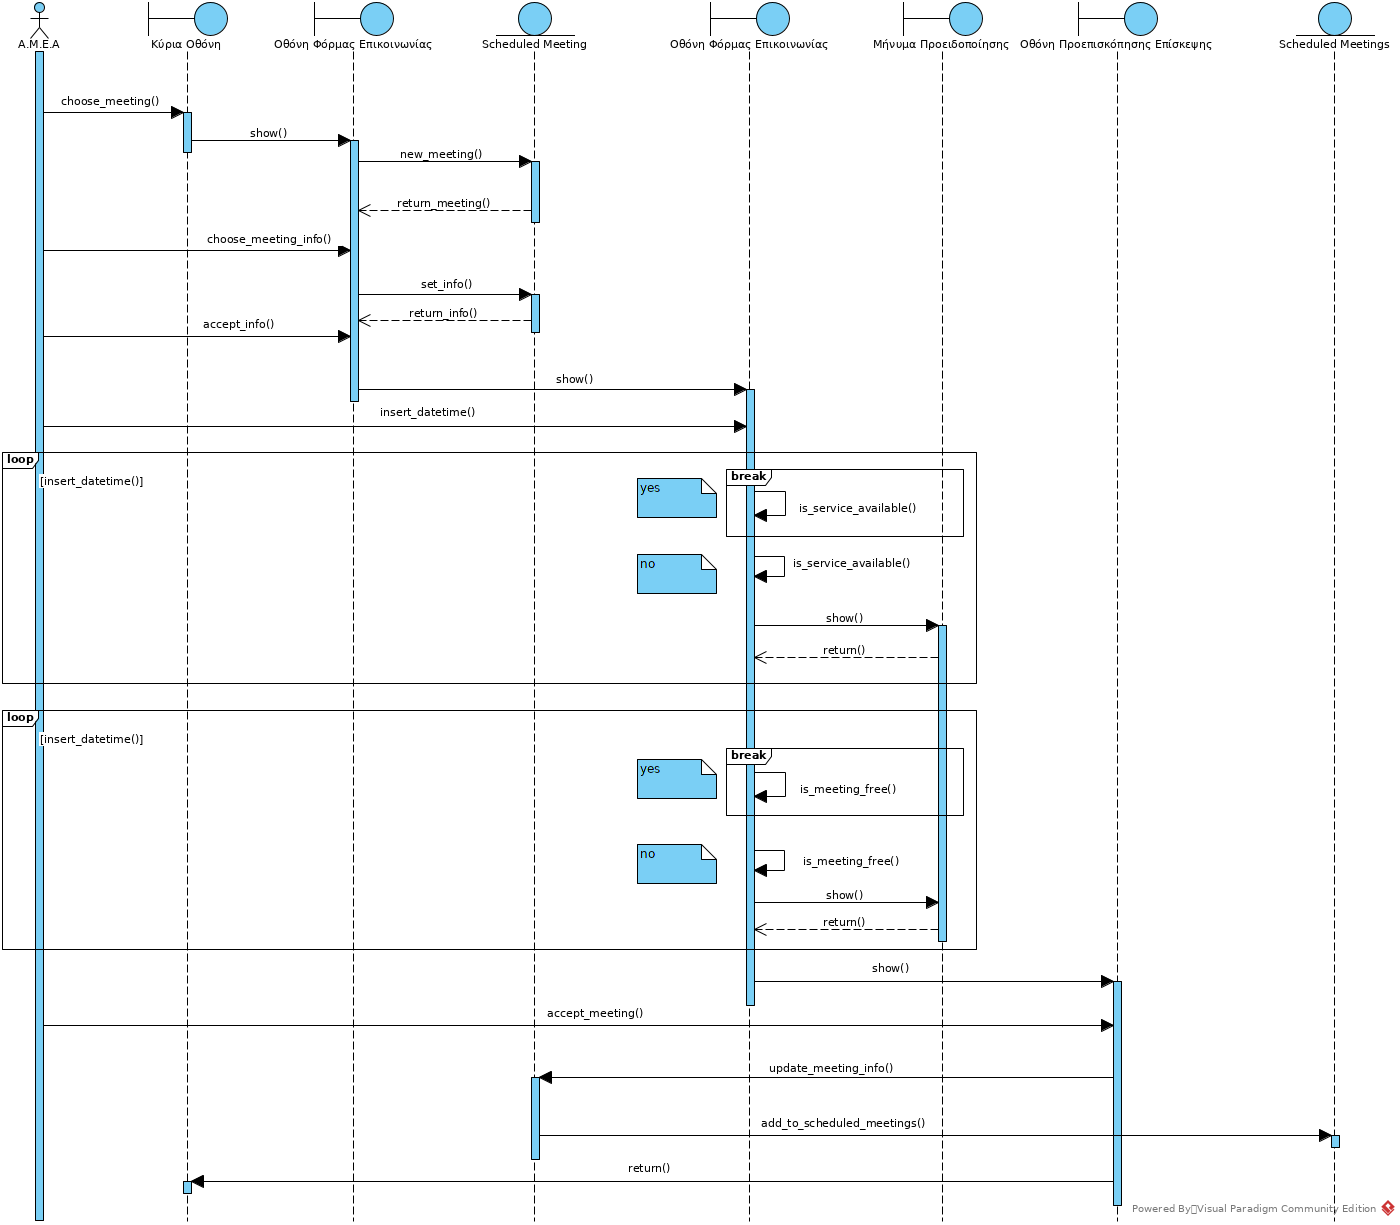 Α.Μ.Ε.Α
Κύρια Οθόνη
Οθόνη Φόρμας Επικοινωνίας
Scheduled Meeting
Οθόνη Φόρμας Επικοινωνίας
Μήνυμα Προειδοποίησης
Οθόνη Προεπισκόπησης Επίσκεψης
Scheduled Meetings
choose_meeting()
show()
new_meeting()
return_meeting()
choose_meeting_info()
set_info()
return_info()
accept_info()
show()
insert_datetime()
loop
[insert_datetime()]
break
yes
is_service_available()
no
is_service_available()
show()
return()
loop
[insert_datetime()]
break
yes
is_meeting_free()
no
is_meeting_free()
show()
return()
show()
accept_meeting()
update_meeting_info()
add_to_scheduled_meetings()
return()
Powered By Visual Paradigm Community Edition